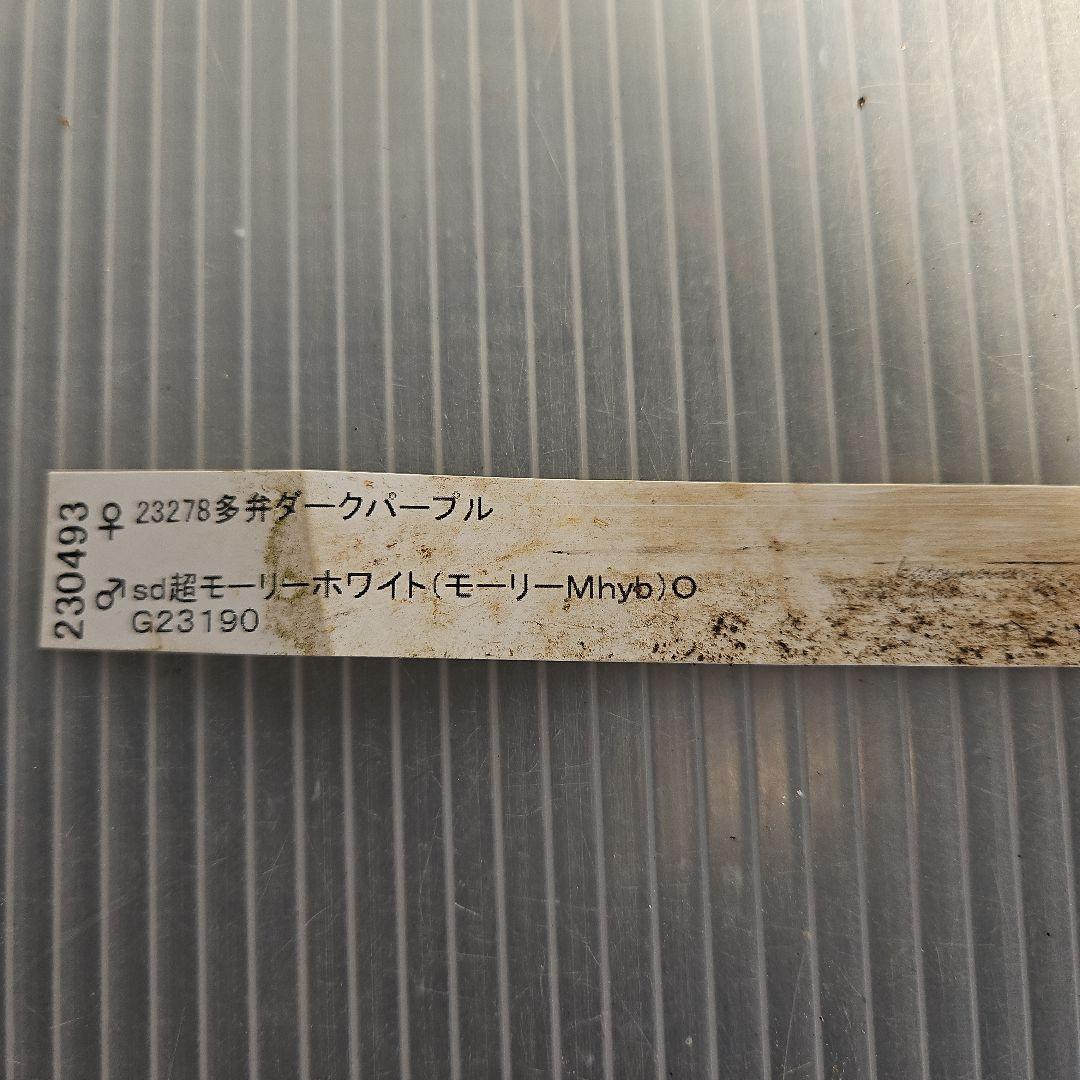 230493
♀ 23278多弁ダークパープル
♂ sd超モーリーホワイト(モーリーMhyb)O
G23190